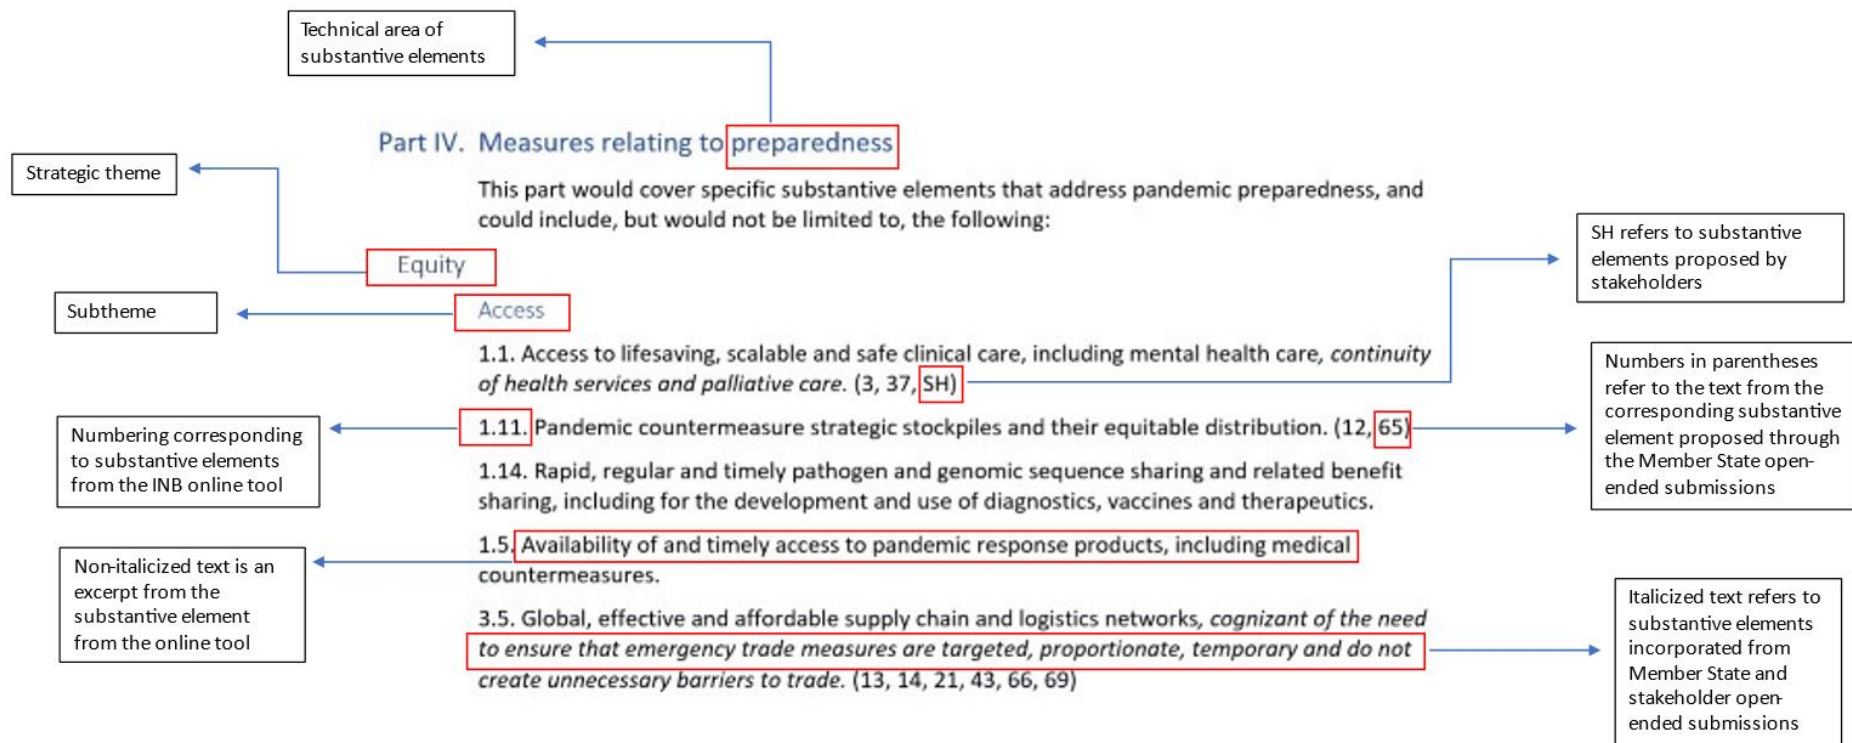 Technical area of
substantive elements
Part IV. Measures relating to preparedness
Strategic theme
This part would cover specific substantive elements that address pandemic preparedness, and
could include, but would not be limited to, the following:
SH refers to substantive
elements proposed by
stakeholders
Equity
Subtheme
Access
1.1. Access to lifesaving, scalable and safe clinical care, including mental health care, continuity
of health services and palliative care. (3, 37, SH)
Numbers in parentheses
refer to the text from the
corresponding substantive
element proposed through
the Member State open-
ended submissions
Numbering corresponding
to substantive elements
from the INB online tool
1.11. Pandemic countermeasure strategic stockpiles and their equitable distribution. (12, 65)
1.14. Rapid, regular and timely pathogen and genomic sequence sharing and related benefit
sharing, including for the development and use of diagnostics, vaccines and therapeutics.
Non-italicized text is an
excerpt from the
substantive element
from the online tool
1.5. Availability of and timely access to pandemic response products, including medical
countermeasures.
3.5. Global, effective and affordable supply chain and logistics networks, cognizant of the need
to ensure that emergency trade measures are targeted, proportionate, temporary and do not
create unnecessary barriers to trade. (13, 14, 21, 43, 66, 69)
Italicized text refers to
substantive elements
incorporated from
Member State and
stakeholder open-
ended submissions